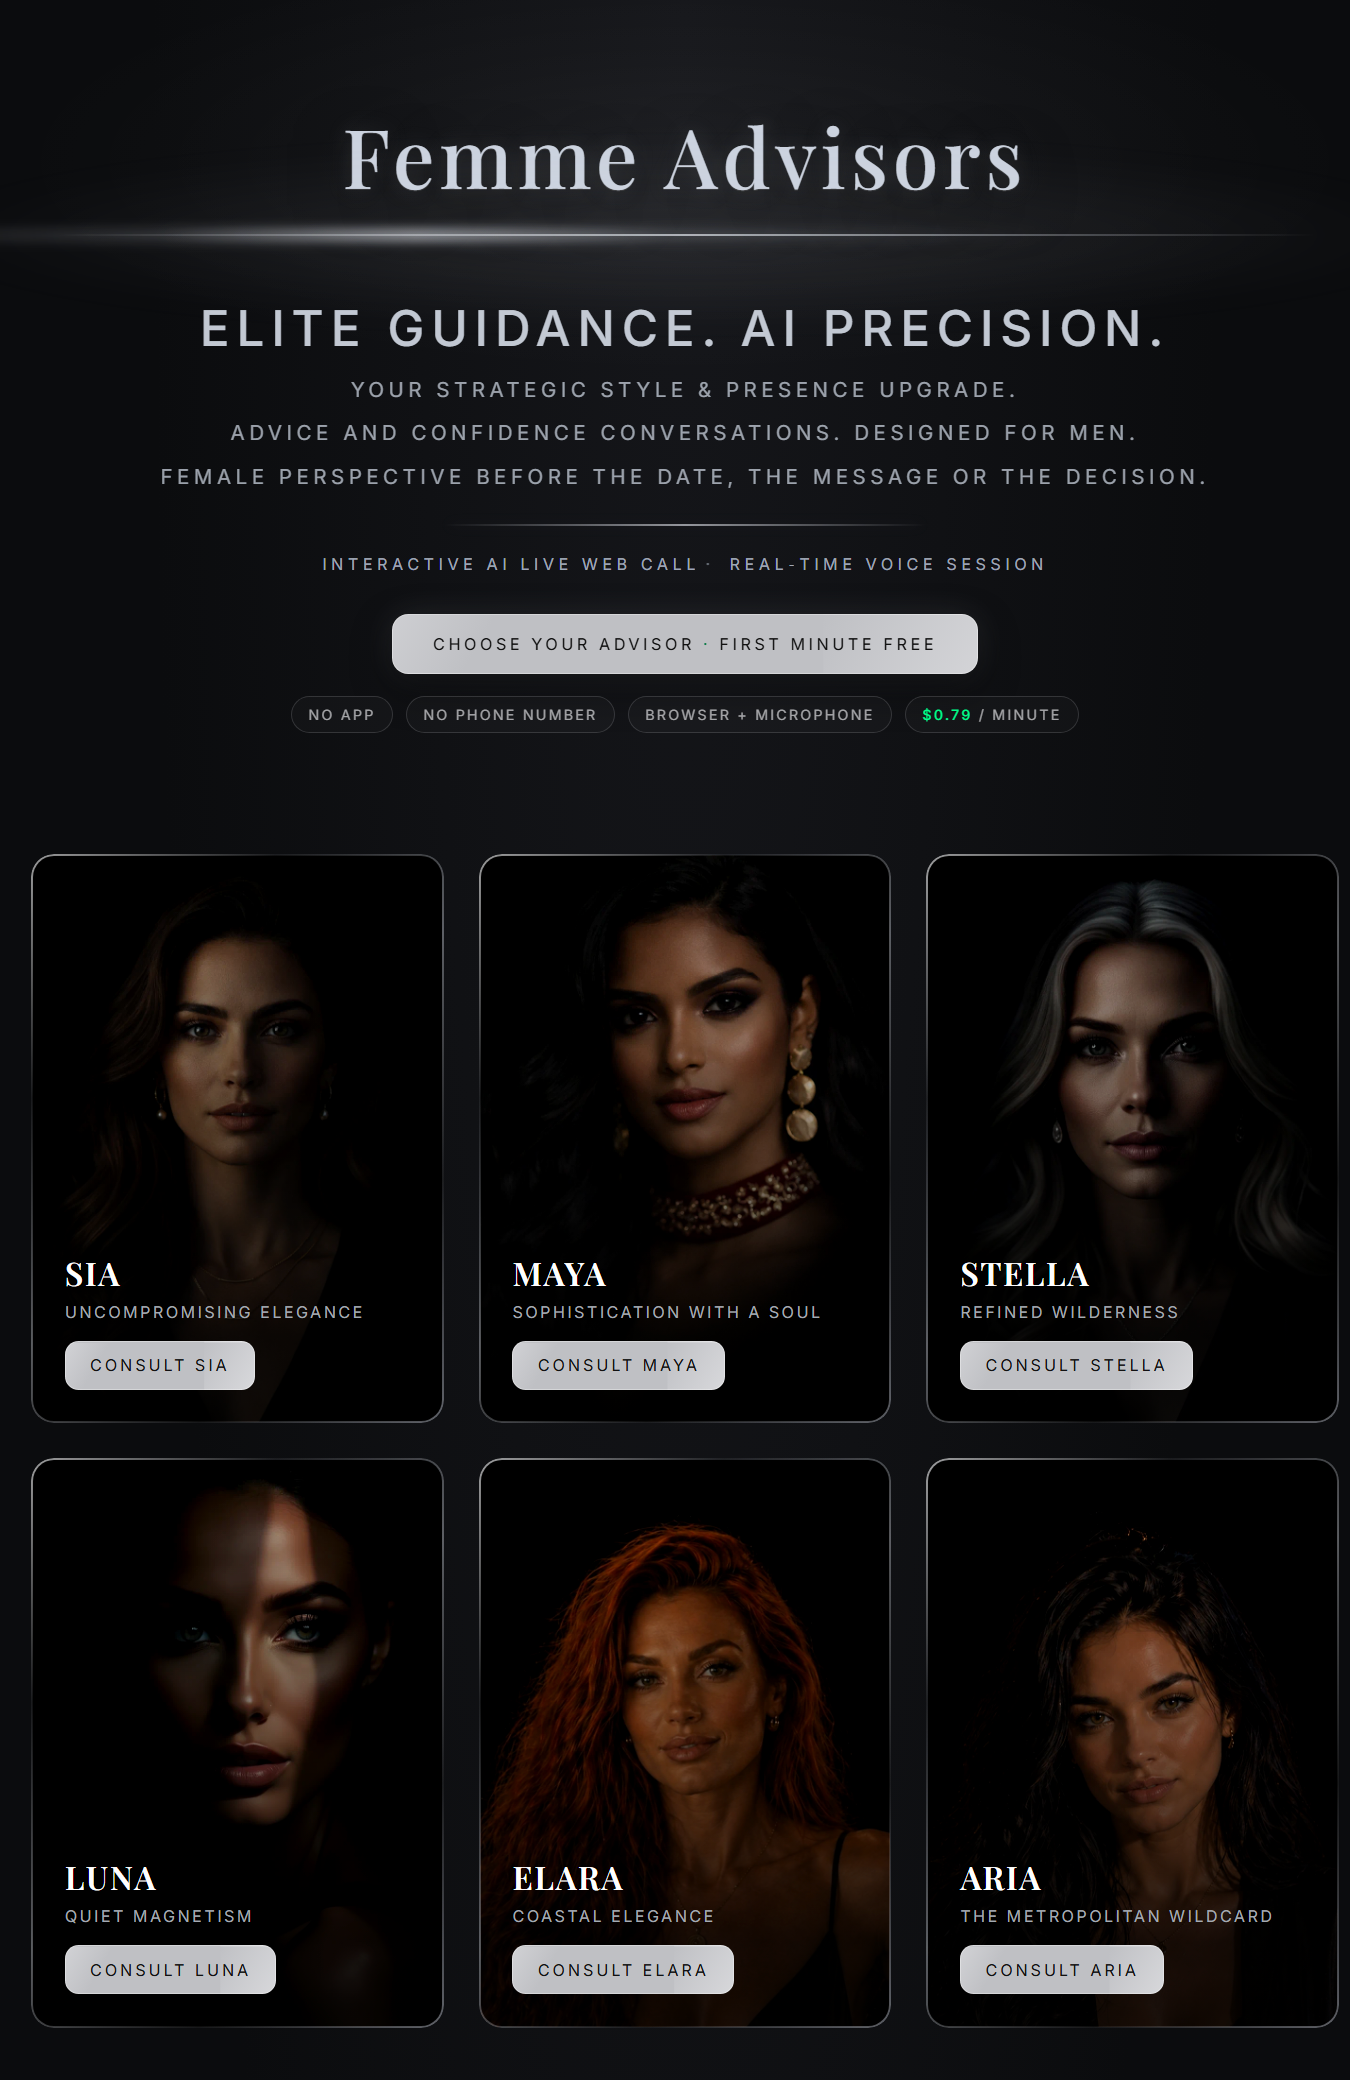 Femme Advisors
ELITE GUIDANCE. AI PRECISION.
YOUR STRATEGIC STYLE & PRESENCE UPGRADE.
ADVICE AND CONFIDENCE CONVERSATIONS. DESIGNED FOR MEN.
FEMALE PERSPECTIVE BEFORE THE DATE, THE MESSAGE OR THE DECISION.
INTERACTIVE AI LIVE WEB CALL · REAL-TIME VOICE SESSION
CHOOSE YOUR ADVISOR · FIRST MINUTE FREE
NO APP NO PHONE NUMBER BROWSER + MICROPHONE $0.79 / MINUTE
SIA
UNCOMPROMISING ELEGANCE
CONSULT SIA
MAYA
SOPHISTICATION WITH A SOUL
CONSULT MAYA
STELLA
REFINED WILDERNESS
CONSULT STELLA
LUNA
QUIET MAGNETISM
CONSULT LUNA
ELARA
COASTAL ELEGANCE
CONSULT ELARA
ARIA
THE METROPOLITAN WILDCARD
CONSULT ARIA